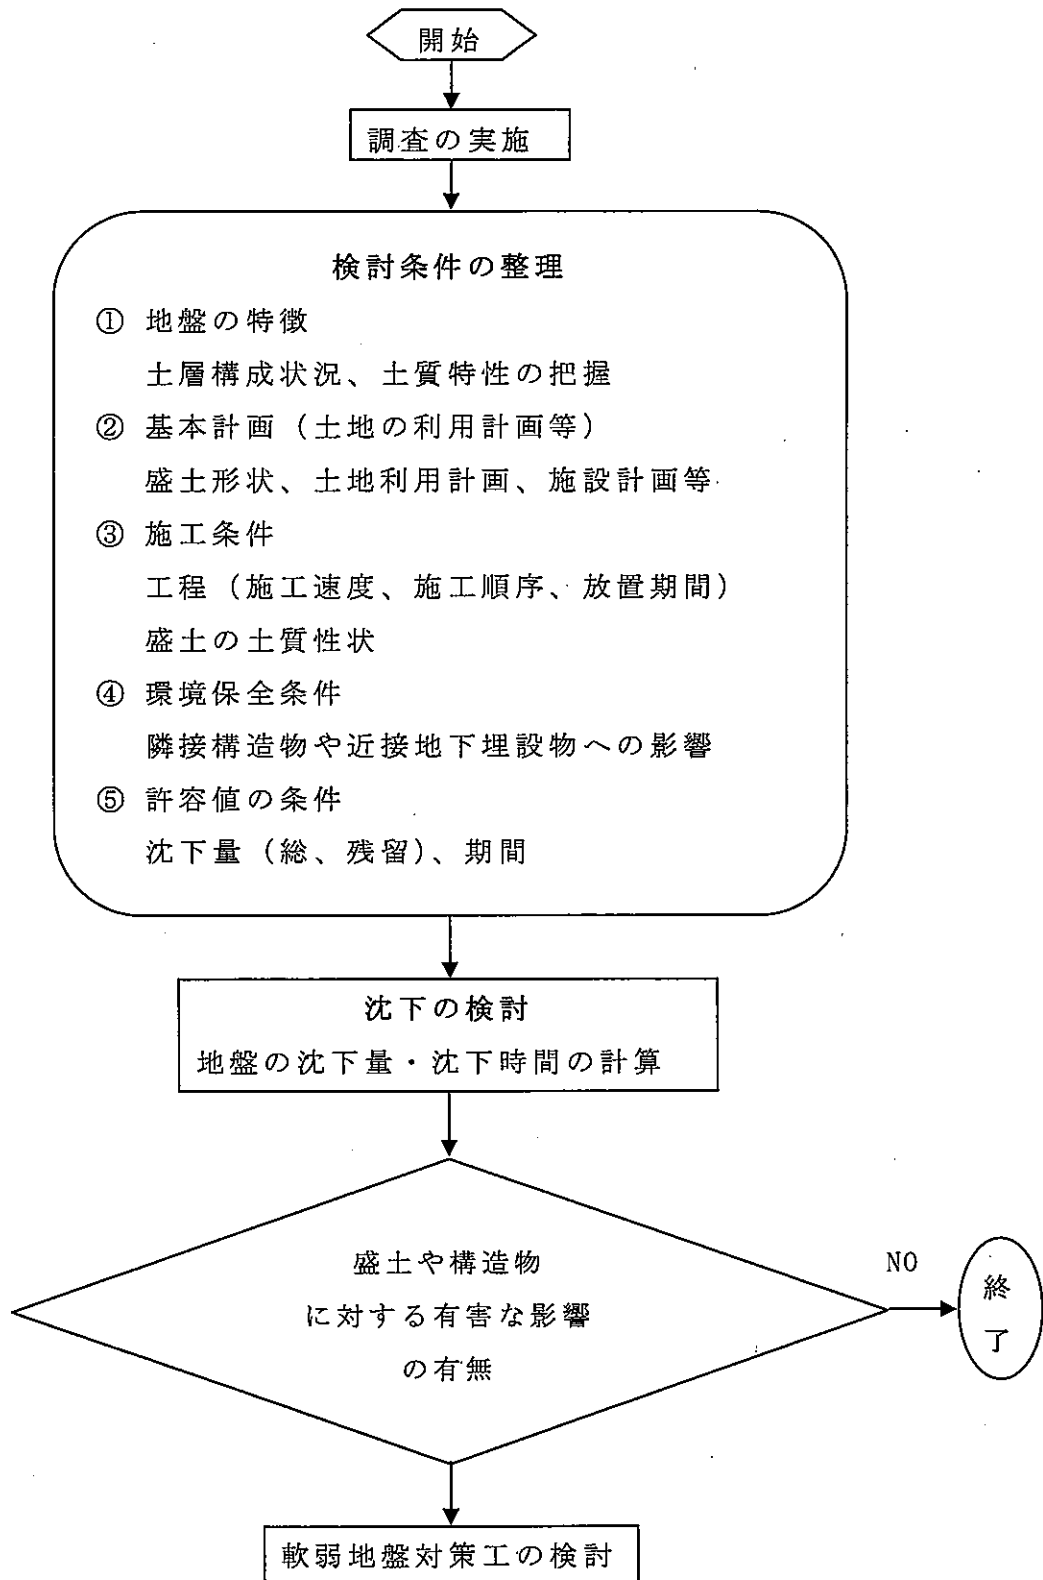 開始
調査の実施
検討条件の整理
① 地盤の特徴
土層構成状況、土質特性の把握
② 基本計画（土地の利用計画等）
盛土形状、土地利用計画、施設計画等
③ 施工条件
工程（施工速度、施工順序、放置期間）
盛土の土質性状
④ 環境保全条件
隣接構造物や近接地下埋設物への影響
⑤ 許容値の条件
沈下量（総、残留）、期間
沈下の検討
地盤の沈下量・沈下時間の計算
盛土や構造物
に対する有害な影響
の有無
NO
終
了
軟弱地盤対策工の検討